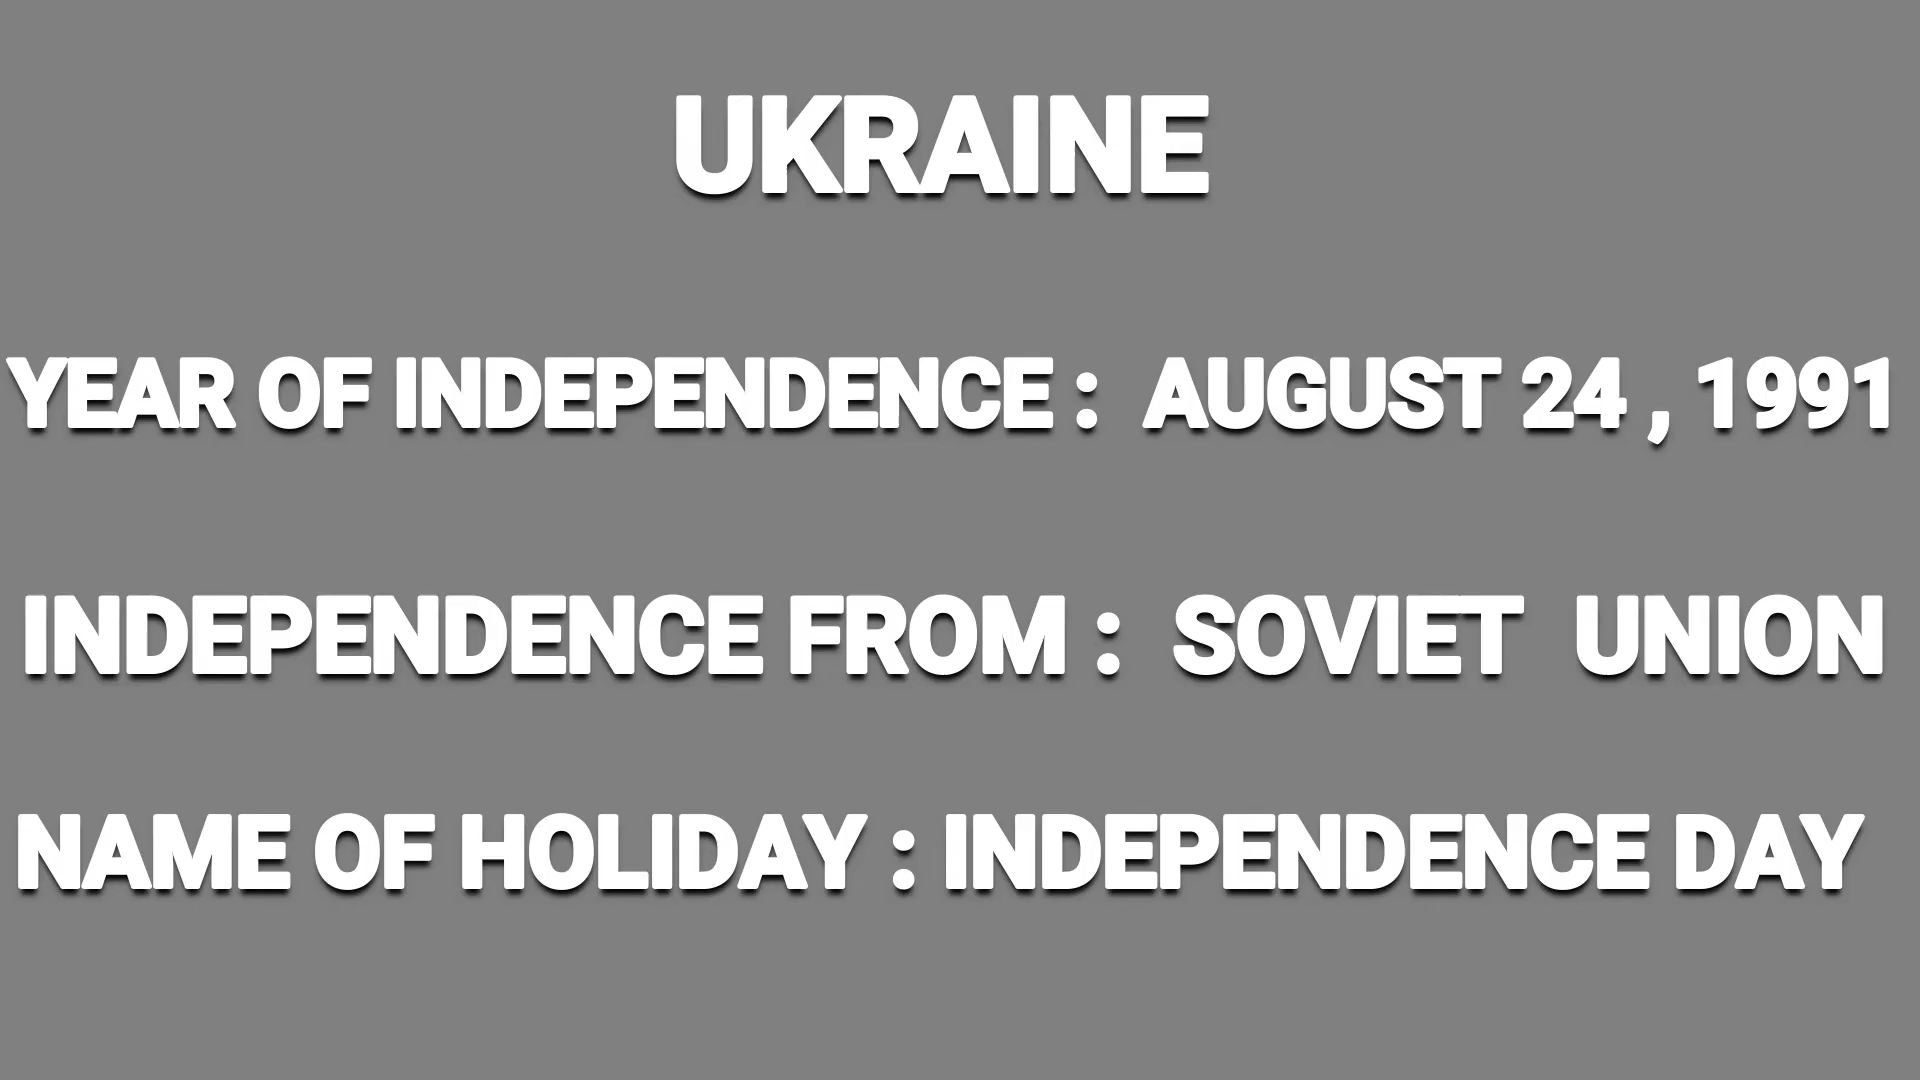 UKRAINE
YEAR OF INDEPENDENCE : AUGUST 24 , 1991
INDEPENDENCE FROM : SOVIET UNION
NAME OF HOLIDAY : INDEPENDENCE DAY